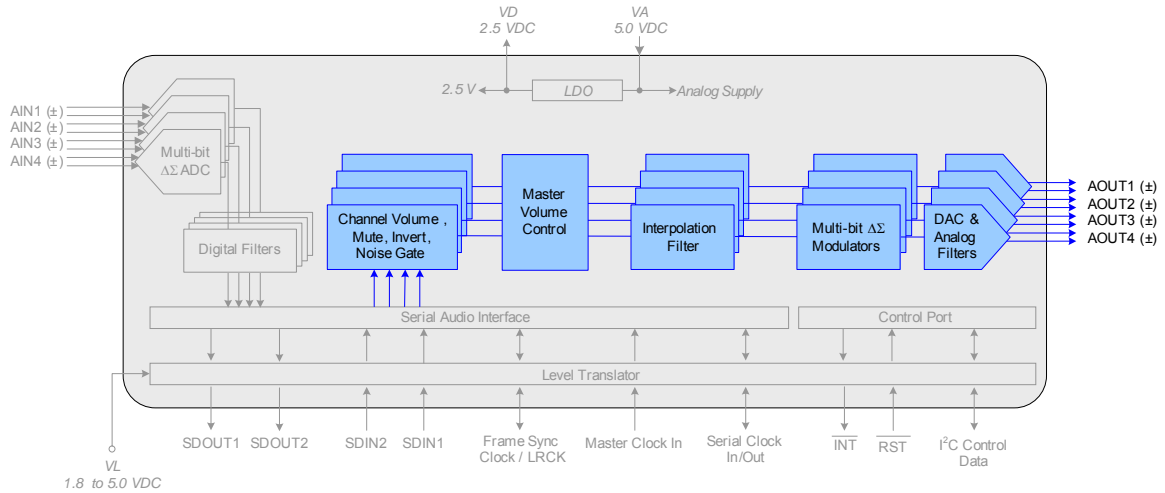 VD
2.5 VDC
VA
5.0 VDC
2.5 V
LDO
Analog Supply
AIN1 (±)
AIN2 (±)
AIN3 (±)
AIN4 (±)
Multi-bit
ΔΣ ADC
Digital Filters
Channel Volume ,
Mute, Invert,
Noise Gate
Master
Volume
Control
Interpolation
Filter
Multi-bit ΔΣ
Modulators
DAC &
Analog
Filters
AOUT1 (±)
AOUT2 (±)
AOUT3 (±)
AOUT4 (±)
Serial Audio Interface
Control Port
Level Translator
SDOUT1
SDOUT2
SDIN2
SDIN1
Frame Sync
Clock / LRCK
Master Clock In
Serial Clock
In/Out
INT
RST
I²C Control
Data
VL
1.8 to 5.0 VDC